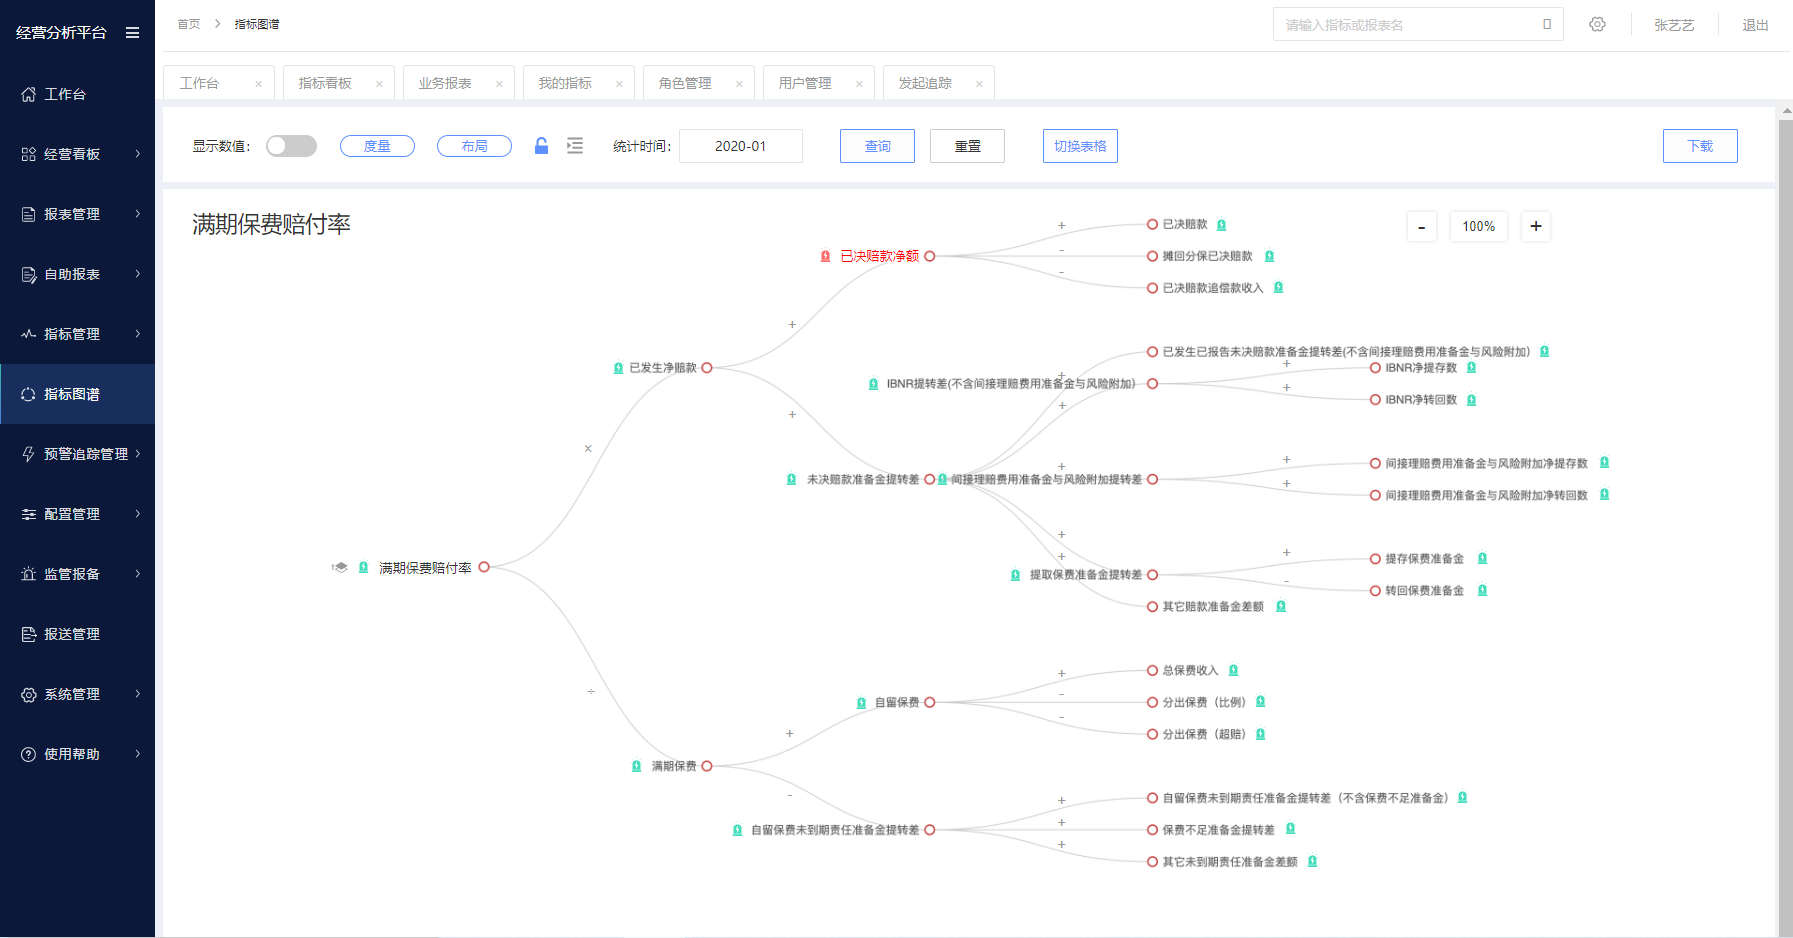 经营分析平台
首页 > 指标图谱
请输入指标或报表名
张艺艺
退出
工作台 ×
指标看板 ×
业务报表 ×
我的指标 ×
角色管理 ×
用户管理 ×
发起追踪 ×
工作台
经营看板
报表管理
自助报表
指标管理
指标图谱
预警追踪管理
配置管理
监管报备
报送管理
系统管理
使用帮助
显示数值:
度量
布局
统计时间:
2020-01
查询
重置
切换表格
下载
满期保费赔付率
- 100% +
+
已决赔款
已决赔款净额
-
摊回分保已决赔款
-
已决赔款追偿款收入
+
已发生净赔款
已发生已报告未决赔款准备金提转差(不含间接理赔费用准备金与风险附加)
+
+
IBNR净提存数
IBNR提转差(不含间接理赔费用准备金与风险附加)
+
+
IBNR净转回数
+
×
+
+
间接理赔费用准备金与风险附加净提存数
未决赔款准备金提转差
间接理赔费用准备金与风险附加提转差
+
间接理赔费用准备金与风险附加净转回数
+
+
+
提存保费准备金
满期保费赔付率
提取保费准备金提转差
-
转回保费准备金
其它赔款准备金差额
÷
+
总保费收入
自留保费
-
分出保费（比例）
-
分出保费（超赔）
+
满期保费
-
+
自留保费未到期责任准备金提转差（不含保费不足准备金）
自留保费未到期责任准备金提转差
+
保费不足准备金提转差
+
其它未到期责任准备金差额